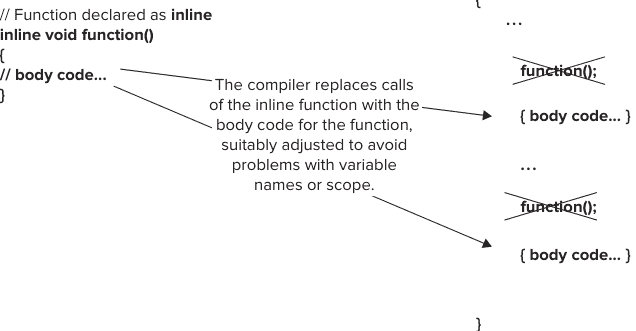 // Function declared as inline
inline void function()
{
// body code...
}
The compiler replaces calls
of the inline function with the
body code for the function,
suitably adjusted to avoid
problems with variable
names or scope.
{
...
function();
{ body code... }
...
function();
{ body code... }
}